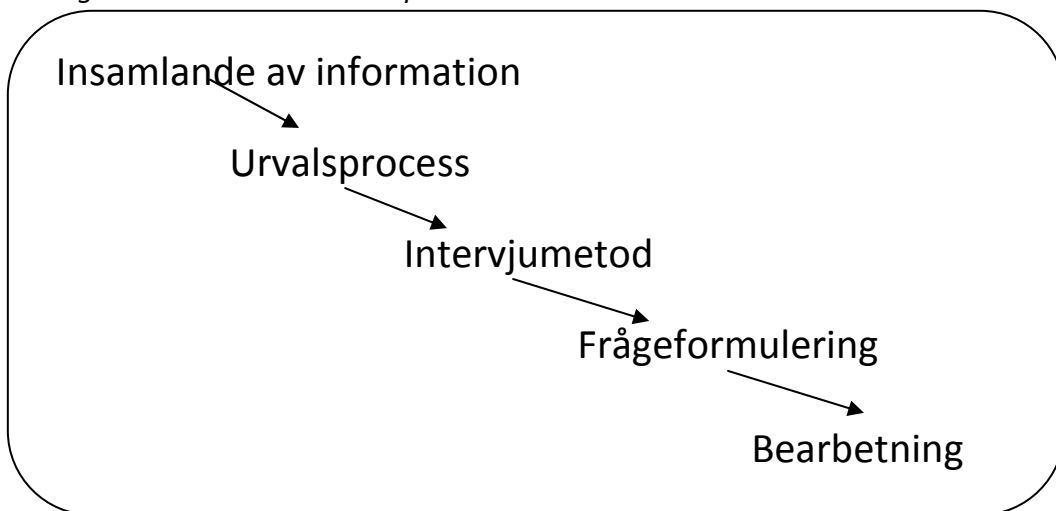 Insamlande av information
Urvalsprocess
Intervjumetod
Frågeformulering
Bearbetning